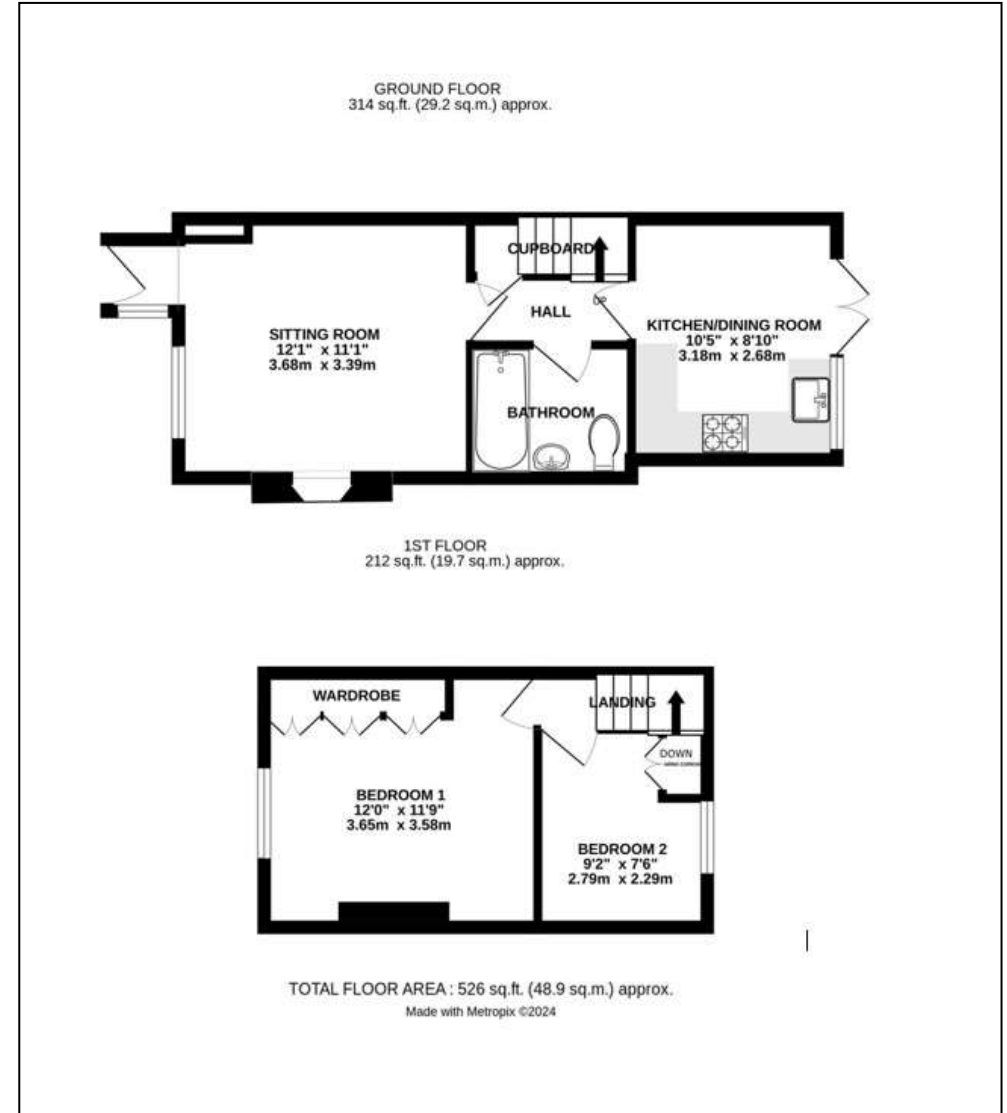 GROUND FLOOR
314 sq.ft. (29.2 sq.m.) approx.
CUPBOARD
HALL
SITTING ROOM
12'1" x 11'1"
3.68m x 3.39m
KITCHEN/DINING ROOM
10'5" x 8'10"
3.18m x 2.68m
BATHROOM
1ST FLOOR
212 sq.ft. (19.7 sq.m.) approx.
WARDROBE
LANDING
DOWN
BEDROOM 1
12'0" x 11'9"
3.65m x 3.58m
BEDROOM 2
9'2" x 7'6"
2.79m x 2.29m
TOTAL FLOOR AREA : 526 sq.ft. (48.9 sq.m.) approx.
Made with Metropix ©2024